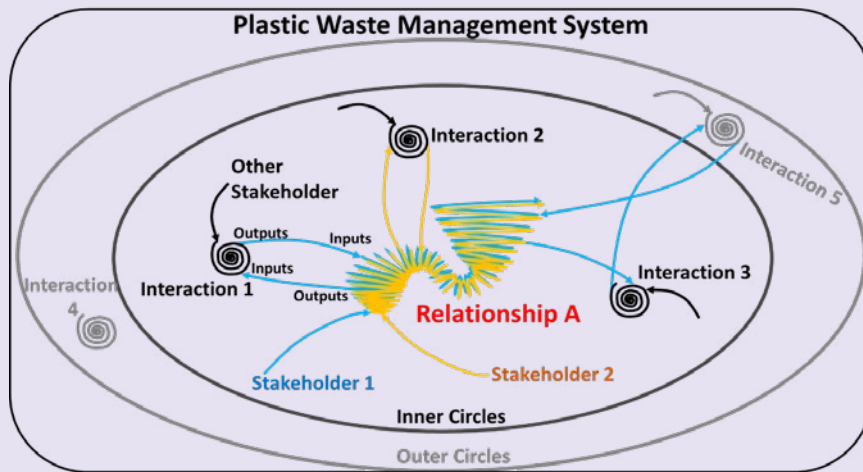 Plastic Waste Management System
Interaction 2
Interaction 5
Other
Stakeholder
Outputs
Inputs
Inputs
Interaction 1
Outputs
Interaction 3
Interaction
4
Relationship A
Stakeholder 1
Stakeholder 2
Inner Circles
Outer Circles